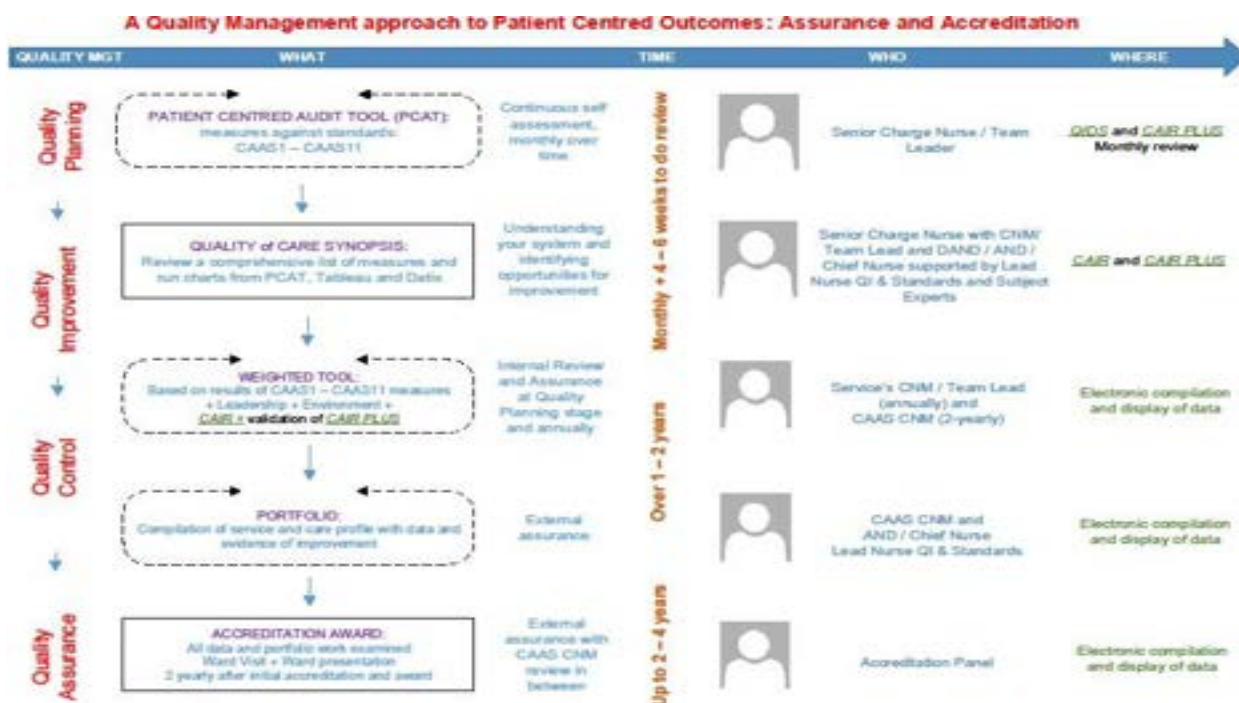 A Quality Management approach to Patient Centred Outcomes: Assurance and Accreditation
QUALITY MGT WHAT TIME WHO WHERE
Quality
Planning
PATIENT CENTRED AUDIT TOOL (PCAT):
measures against standards:
CAAS1 – CAAS11
Continuous self
assessment,
monthly over
time
Monthly + 4 – 6 weeks to do review
Senior Charge Nurse / Team
Leader
QIDS and CAIR PLUS
Monthly review
Quality
Improvement
QUALITY of CARE SYNOPSIS:
Review a comprehensive list of measures and
run charts from PCAT, Tableau and Datix
Understanding
your system and
identifying
opportunities for
improvement
Senior Charge Nurse with CNM/
Team Lead and DAND / AND /
Chief Nurse supported by Lead
Nurse QI & Standards and Subject
Experts
CAIR and CAIR PLUS
Quality
Control
WEIGHTED TOOL:
Based on results of CAAS1 – CAAS11 measures
+ Leadership + Environment +
CAIR + validation of CAIR PLUS
Internal Review
and Assurance
at Quality
Planning stage
and annually
Over 1 – 2 years
Service's CNM / Team Lead
(annually) and
CAAS CNM (2-yearly)
Electronic compilation
and display of data
PORTFOLIO:
Compilation of service and care profile with data and
evidence of improvement
External
assurance
CAAS CNM and
AND / Chief Nurse
Lead Nurse QI & Standards
Electronic compilation
and display of data
Quality
Assurance
ACCREDITATION AWARD:
All data and portfolio work examined
Ward Visit + Ward presentation
2 yearly after initial accreditation and award
External
assurance with
CAAS CNM
review in
between
Up to 2 – 4 years
Accreditation Panel
Electronic compilation
and display of data